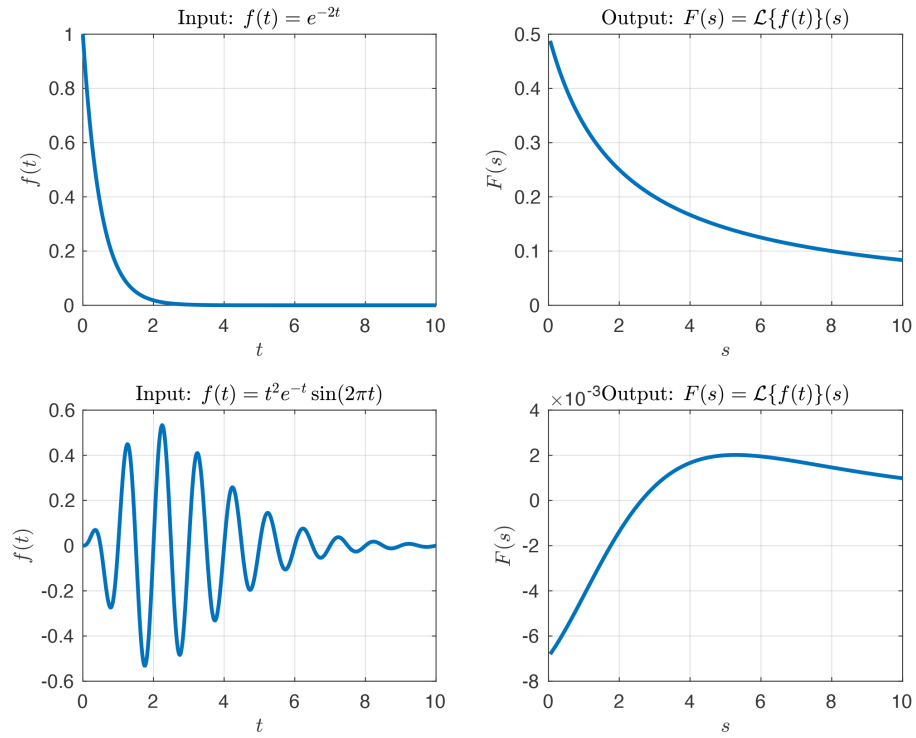 Input: f(t) = e^{-2t}
1
0.8
0.6
0.4
0.2
0
f(t)
0 2 4 6 8 10
t
Output: F(s) = ℒ{f(t)}(s)
0.5
0.4
0.3
0.2
0.1
0
F(s)
0 2 4 6 8 10
s
Input: f(t) = t^2 e^{-t} sin(2πt)
0.6
0.4
0.2
0
-0.2
-0.4
-0.6
f(t)
0 2 4 6 8 10
t
×10^{-3} Output: F(s) = ℒ{f(t)}(s)
4
2
0
-2
-4
-6
-8
F(s)
0 2 4 6 8 10
s